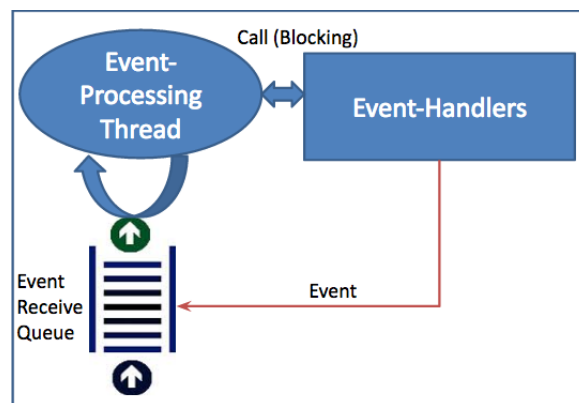 Call (Blocking)
Event-
Processing
Thread
Event-Handlers
Event
Receive
Queue
Event